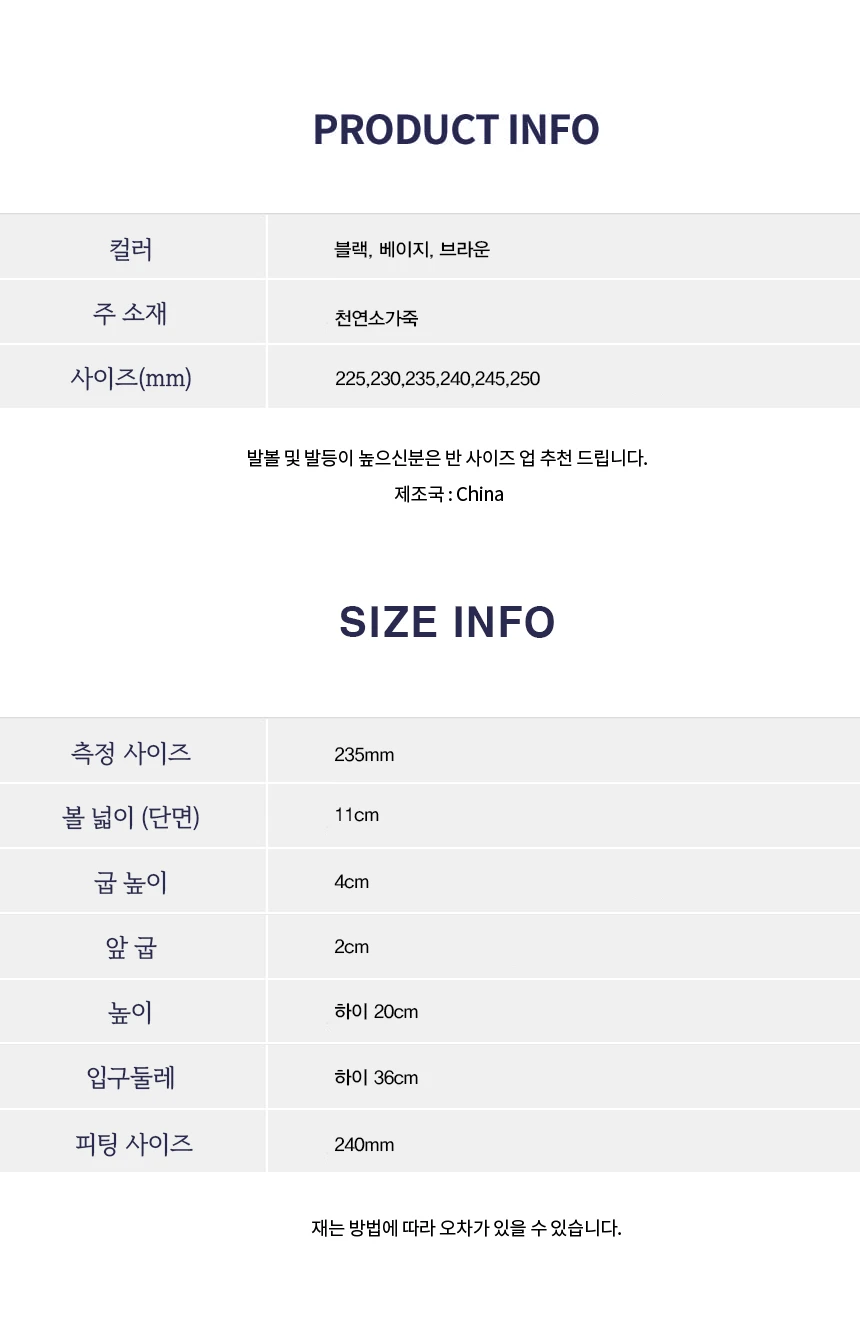 PRODUCT INFO
컬러 블랙, 베이지, 브라운
주 소재 천연소가죽
사이즈(mm) 225,230,235,240,245,250
발볼 및 발등이 높으신분은 반 사이즈 업 추천 드립니다.
제조국 : China
SIZE INFO
측정 사이즈 235mm
볼 넓이 (단면) 11cm
굽 높이 4cm
앞 굽 2cm
높이 하이 20cm
입구둘레 하이 36cm
피팅 사이즈 240mm
재는 방법에 따라 오차가 있을 수 있습니다.